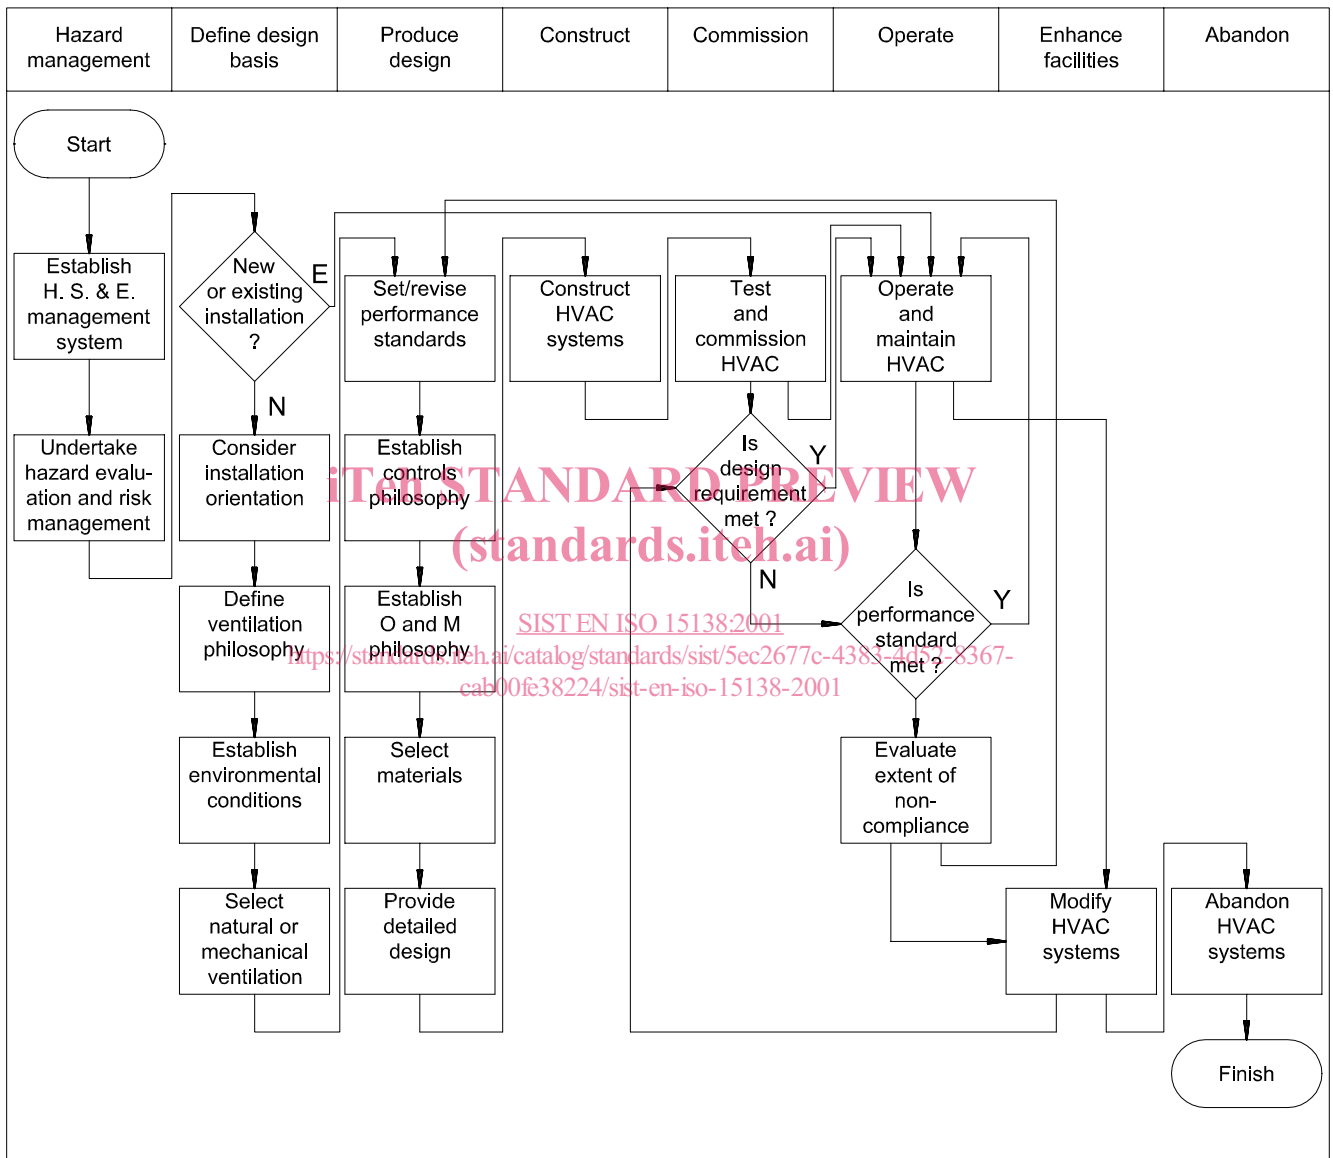 Hazard
management
Define design
basis
Produce
design
Construct
Commission
Operate
Enhance
facilities
Abandon
Start
Establish
H. S. & E.
management
system
Undertake
hazard evalu-
ation and risk
management
New
or existing
installation
?
E
N
Consider
installation
orientation
Define
ventilation
philosophy
Establish
environmental
conditions
Select
natural or
mechanical
ventilation
Set/revise
performance
standards
Establish
controls
philosophy
Establish
O and M
philosophy
Select
materials
Provide
detailed
design
Construct
HVAC
systems
Test
and
commission
HVAC
Is
design
requirement
met ?
Y
N
Operate
and
maintain
HVAC
Is
performance
standard
met ?
Y
Evaluate
extent of
non-
compliance
Modify
HVAC
systems
Abandon
HVAC
systems
Finish
iTeh STANDARD PREVIEW
(standards.iteh.ai)
SIST EN ISO 15138:2001
https://standards.iteh.ai/catalog/standards/sist/5ec2677c-4383-4d52-8367-
cab00fe38224/sist-en-iso-15138-2001